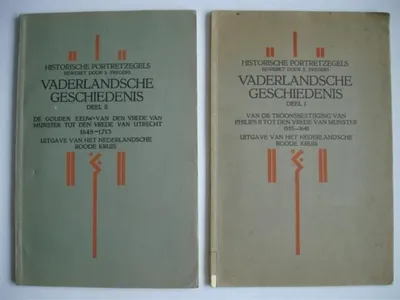 HISTORISCHE PORTRETZEGELS
BEWERKT DOOR S. PREGERS
VADERLANDSCHE
GESCHIEDENIS
DEEL II
DE GOUDEN EEUW•VAN DEN VREDE VAN
MUNSTER TOT DEN VREDE VAN UTRECHT
1648-1713
UITGAVE VAN HET NEDERLANDSCHE
ROODE KRUIS
HISTORISCHE PORTRETZEGELS
BEWERKT DOOR S. PREGERS
VADERLANDSCHE
GESCHIEDENIS
DEEL I
VAN DE TROONSBESTIJGING VAN
PHILIPS II TOT DEN VREDE VAN MUNSTER
1555-1648
UITGAVE VAN HET NEDERLANDSCHE
ROODE KRUIS